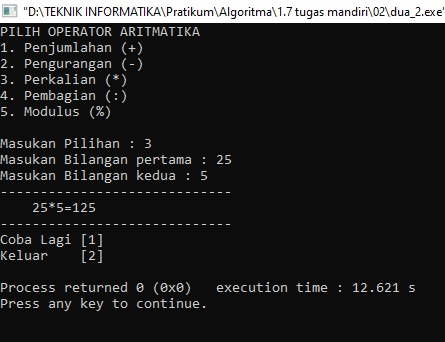 "D:\TEKNIK INFORMATIKA\Pratikum\Algoritma\1.7 tugas mandiri\02\dua_2.exe"
PILIH OPERATOR ARITMATIKA
1. Penjumlahan (+)
2. Pengurangan (-)
3. Perkalian (*)
4. Pembagian (:)
5. Modulus (%)
Masukan Pilihan : 3
Masukan Bilangan pertama : 25
Masukan Bilangan kedua : 5
------------------------------
25*5=125
------------------------------
Coba Lagi [1]
Keluar    [2]
Process returned 0 (0x0)   execution time : 12.621 s
Press any key to continue.